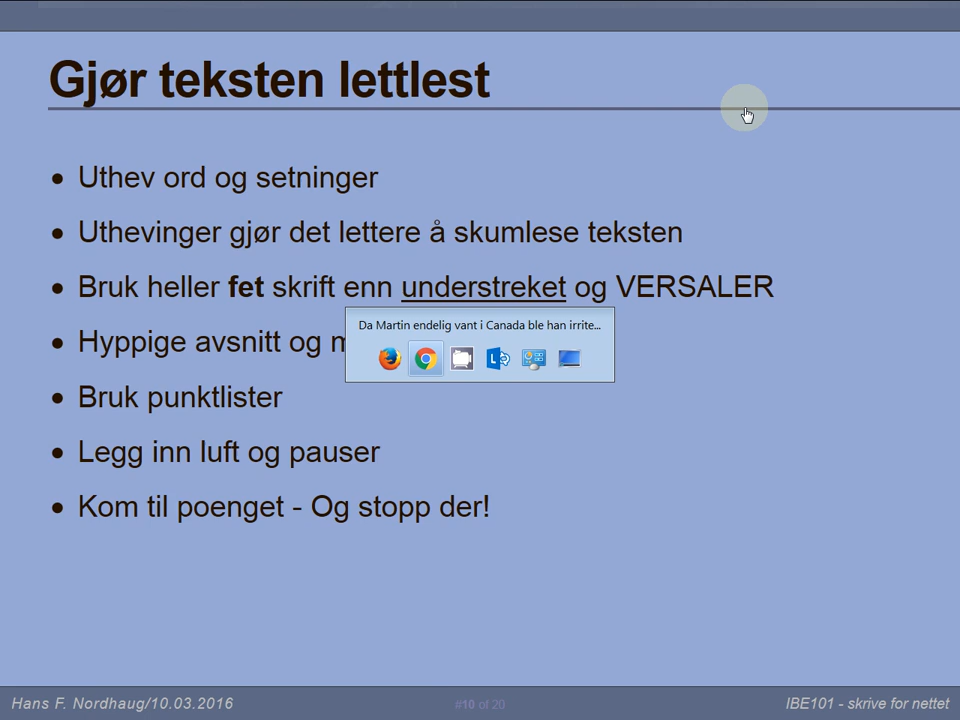 Gjør teksten lettlest
• Uthev ord og setninger
• Uthevinger gjør det lettere å skumlese teksten
• Bruk heller fet skrift enn understreket og VERSALER
Da Martin endelig vant i Canada ble han irrite...
• Hyppige avsnitt og
• Bruk punktlister
• Legg inn luft og pauser
• Kom til poenget - Og stopp der!
Hans F. Nordhaug/10.03.2016
#10 of 20
IBE101 - skrive for nettet